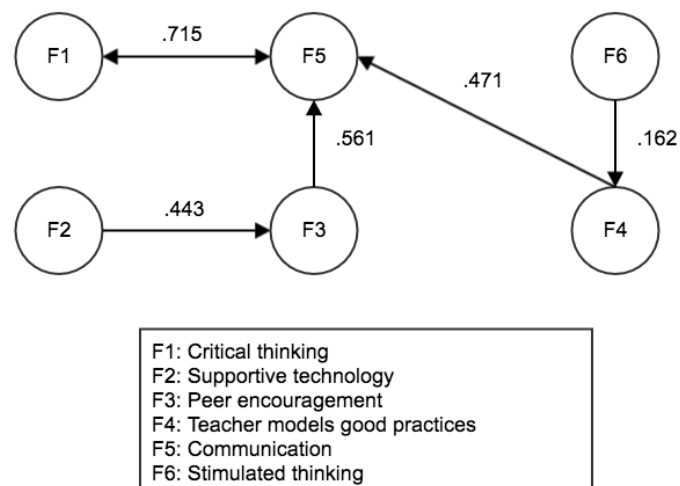 .715
F1
F5
F6
.471
.561
.162
.443
F2
F3
F4
F1: Critical thinking
F2: Supportive technology
F3: Peer encouragement
F4: Teacher models good practices
F5: Communication
F6: Stimulated thinking